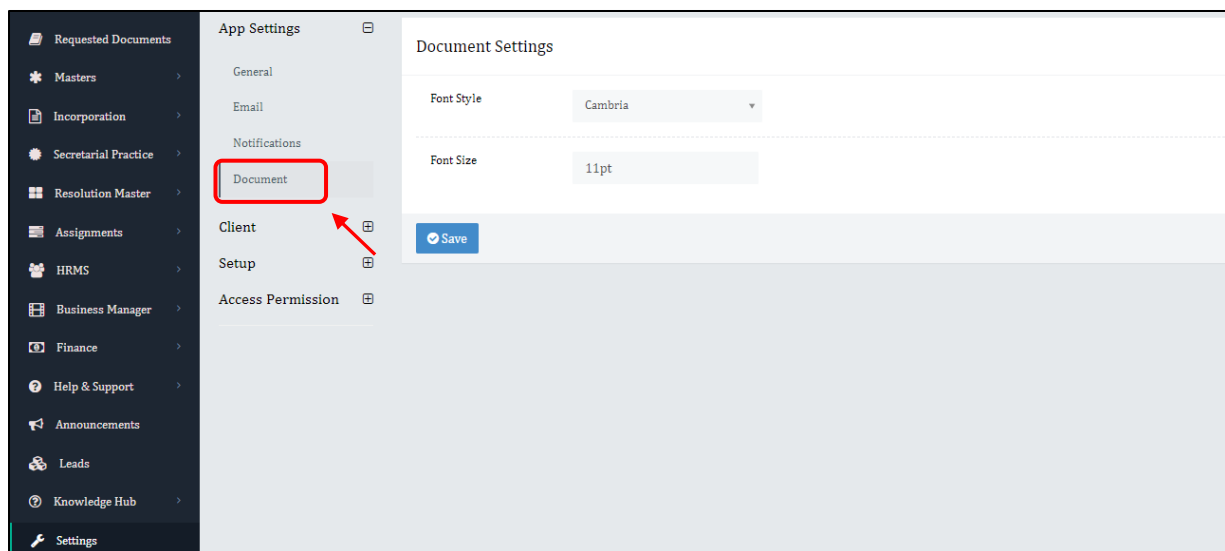 Requested Documents
Masters
Incorporation
Secretarial Practice
Resolution Master
Assignments
HRMS
Business Manager
Finance
Help & Support
Announcements
Leads
Knowledge Hub
Settings
App Settings
General
Email
Notifications
Document
Client
Setup
Access Permission
Document Settings
Font Style
Cambria
Font Size
11pt
Save